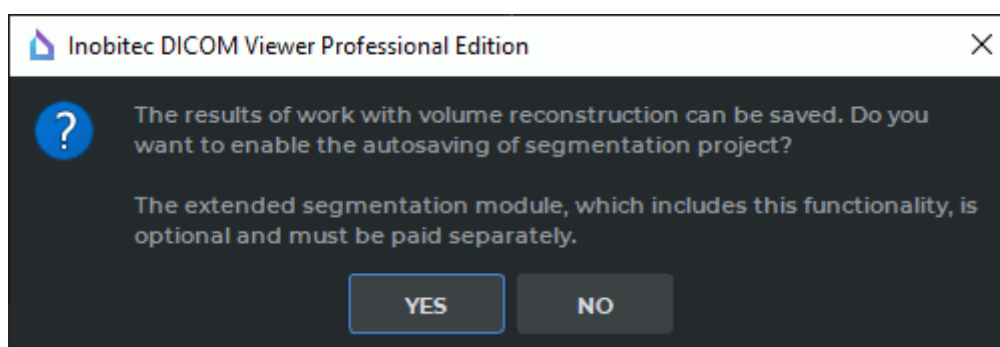 Inobitec DICOM Viewer Professional Edition
The results of work with volume reconstruction can be saved. Do you
want to enable the autosaving of segmentation project?
The extended segmentation module, which includes this functionality, is
optional and must be paid separately.
YES NO